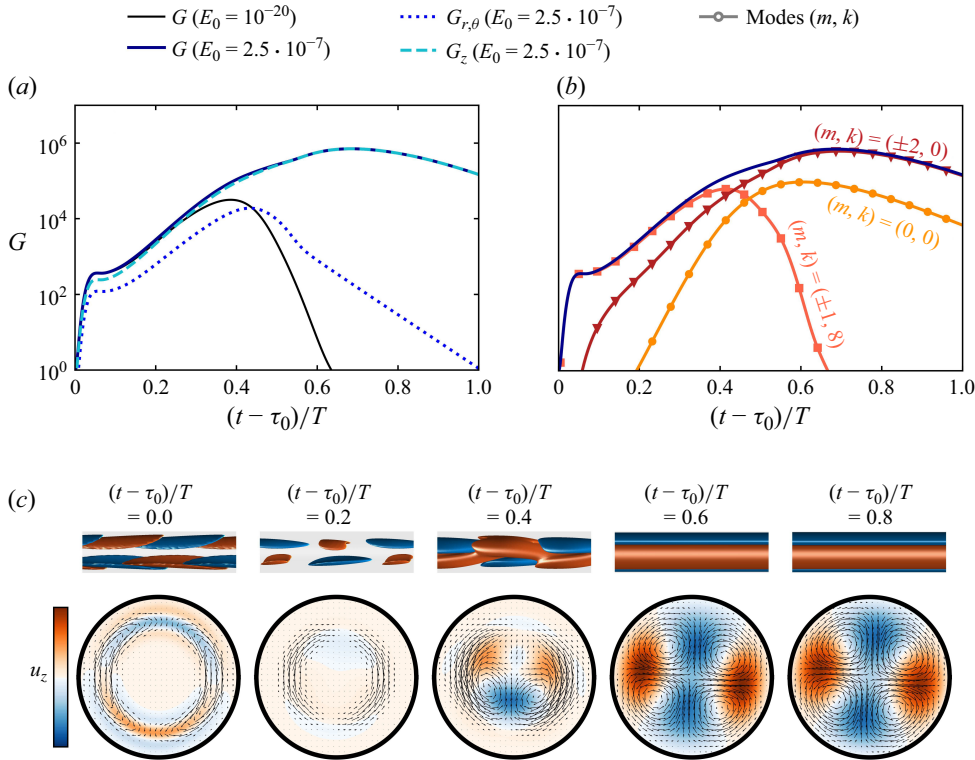 G (E₀ = 10⁻²⁰) G_{r,θ} (E₀ = 2.5 · 10⁻⁷) Modes (m, k)
G (E₀ = 2.5 · 10⁻⁷) G_z (E₀ = 2.5 · 10⁻⁷)
(a) (b)
10⁶
10⁴
G
10²
10⁰
0 0.2 0.4 0.6 0.8 1.0
(t − τ₀)/T
(m, k) = (±2, 0)
(m, k) = (0, 0)
(m, k) = (±1, 8)
0 0.2 0.4 0.6 0.8 1.0
(t − τ₀)/T
(c)
(t − τ₀)/T (t − τ₀)/T (t − τ₀)/T (t − τ₀)/T (t − τ₀)/T
= 0.0 = 0.2 = 0.4 = 0.6 = 0.8
u_z